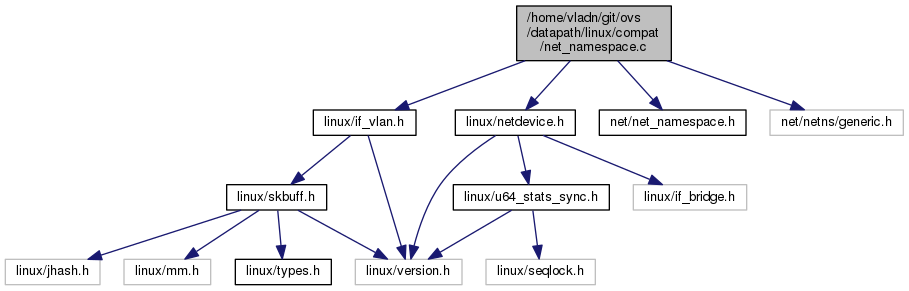 /home/vladn/git/ovs
/datapath/linux/compat
/net_namespace.c
linux/if_vlan.h
linux/netdevice.h
net/net_namespace.h
net/netns/generic.h
linux/skbuff.h
linux/u64_stats_sync.h
linux/if_bridge.h
linux/jhash.h
linux/mm.h
linux/types.h
linux/version.h
linux/seqlock.h